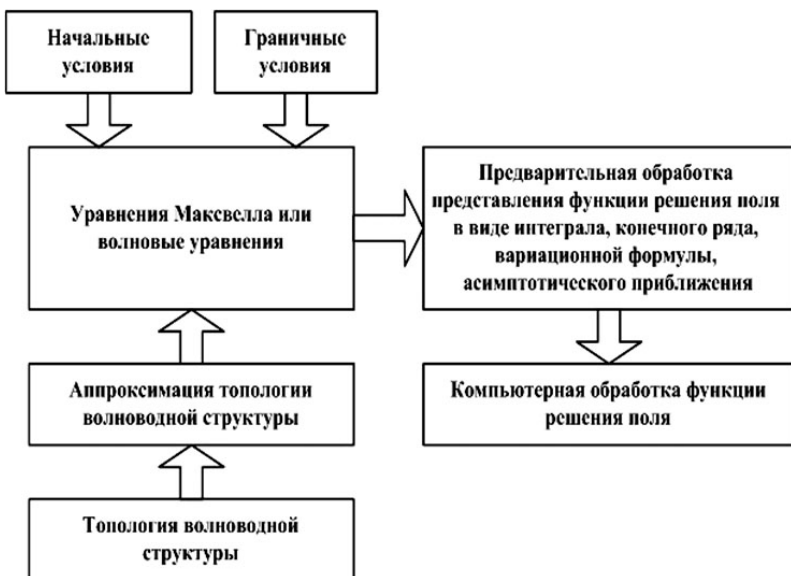 Начальные
условия
Граничные
условия
Уравнения Максвелла или
волновые уравнения
Предварительная обработка
представления функции решения поля
в виде интеграла, конечного ряда,
вариационной формулы,
асимптотического приближения
Аппроксимация топологии
волноводной структуры
Компьютерная обработка функции
решения поля
Топология волноводной
структуры